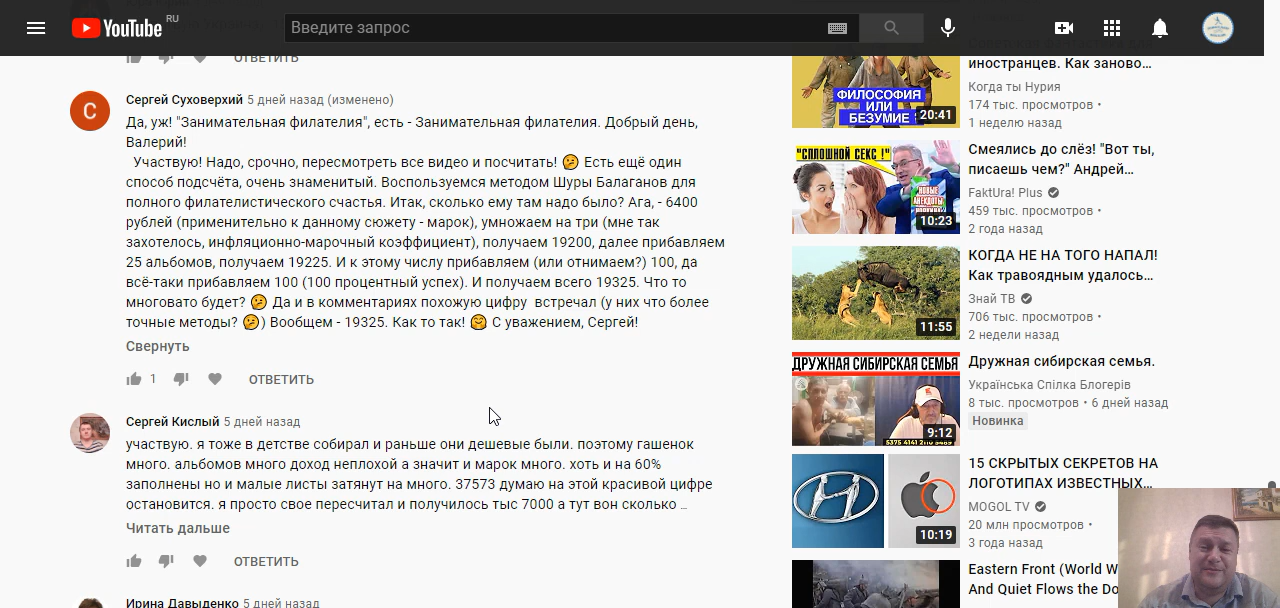 YouTube RU
Введите запрос
ОТВЕТИТЬ
С
Сергей Суховерхий 5 дней назад (изменено)
Да, уж! "Занимательная филателия", есть - Занимательная филателия. Добрый день,
Валерий!
Участвую! Надо, срочно, пересмотреть все видео и посчитать! 😕 Есть ещё один
способ подсчёта, очень знаменитый. Воспользуемся методом Шуры Балаганов для
полного филателистического счастья. Итак, сколько ему там надо было? Ага, - 6400
рублей (применительно к данному сюжету - марок), умножаем на три (мне так
захотелось, инфляционно-марочный коэффициент), получаем 19200, далее прибавляем
25 альбомов, получаем 19225. И к этому числу прибавляем (или отнимаем?) 100, да
всё-таки прибавляем 100 (100 процентный успех). И получаем всего 19325. Что то
многовато будет? 😕 Да и в комментариях похожую цифру встречал (у них что более
точные методы? 😕) Вообщем - 19325. Как то так! 🤗 С уважением, Сергей!
Свернуть
1 ОТВЕТИТЬ
Сергей Кислый 5 дней назад
участвую. я тоже в детстве собирал и раньше они дешевые были. поэтому гашенок
много. альбомов много доход неплохой а значит и марок много. хоть и на 60%
заполнены но и малые листы затянут на много. 37573 думаю на этой красивой цифре
остановится. я просто свое пересчитал и получилось тыс 7000 а тут вон сколько ...
Читать дальше
ОТВЕТИТЬ
Ирина Давыденко 5 дней назад
ФИЛОСОФИЯ
ИЛИ
БЕЗУМИЕ
20:41
иностранцев. Как заново...
Когда ты Нурия
174 тыс. просмотров •
1 неделю назад
"СПЛОШНОЙ СЕКС !"
НОВЫЕ
АНЕКДОТЫ
10:23
Смеялись до слёз! "Вот ты,
писаешь чем?" Андрей...
FaktUra! Plus
459 тыс. просмотров •
2 года назад
11:55
КОГДА НЕ НА ТОГО НАПАЛ!
Как травоядным удалось...
Знай ТВ
706 тыс. просмотров •
2 недели назад
ДРУЖНАЯ СИБИРСКАЯ СЕМЬЯ
9:12
Дружная сибирская семья.
Українська Спілка Блогерів
8 тыс. просмотров • 6 дней назад
Новинка
10:19
15 СКРЫТЫХ СЕКРЕТОВ НА
ЛОГОТИПАХ ИЗВЕСТНЫХ...
MOGOL TV
20 млн просмотров •
3 года назад
Eastern Front (World W
And Quiet Flows the Do